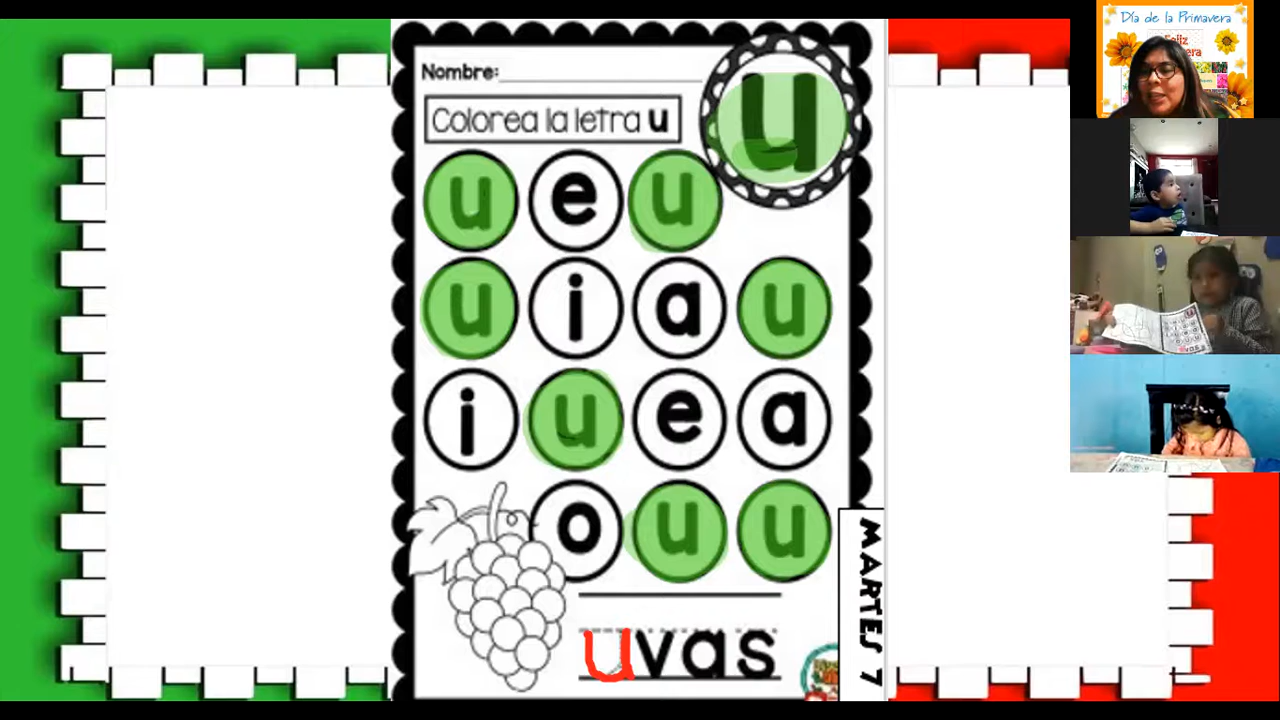 Nombre:
Colorea la letra u
u
u e u
u i a u
i u e a
o u u
uvas
MARTES 7
Día de la Primavera